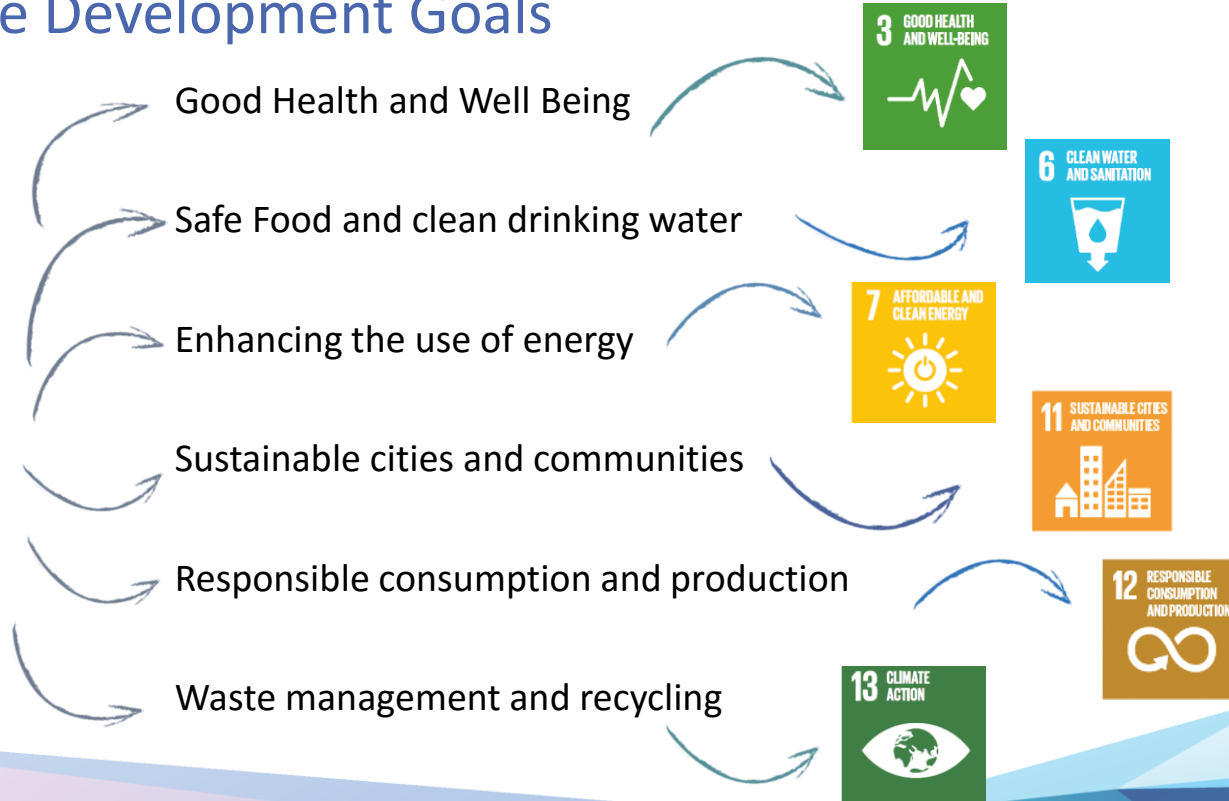 e Development Goals
Good Health and Well Being
3 GOOD HEALTH
AND WELL-BEING
Safe Food and clean drinking water
6 CLEAN WATER
AND SANITATION
Enhancing the use of energy
7 AFFORDABLE AND
CLEAN ENERGY
Sustainable cities and communities
11 SUSTAINABLE CITIES
AND COMMUNITIES
Responsible consumption and production
12 RESPONSIBLE
CONSUMPTION
AND PRODUCTION
Waste management and recycling
13 CLIMATE
ACTION